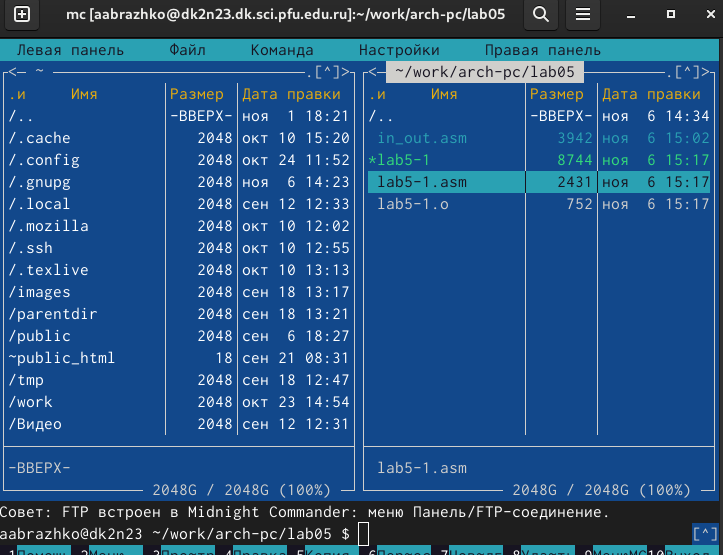 mc [aabrazhko@dk2n23.dk.sci.pfu.edu.ru]:~/work/arch-pc/lab05
Левая панель Файл Команда Настройки Правая панель
<— ~ .[^]>
.и Имя Размер Дата правки
/.. -ВВЕРХ- ноя 1 18:21
/.cache 2048 окт 10 15:20
/.config 2048 окт 24 11:52
/.gnupg 2048 ноя 6 14:23
/.local 2048 сен 12 12:33
/.mozilla 2048 окт 10 12:02
/.ssh 2048 окт 10 12:55
/.texlive 2048 окт 10 13:13
/images 2048 сен 18 13:17
/parentdir 2048 сен 18 13:21
/public 2048 сен 6 18:27
~public_html 18 сен 21 08:31
/tmp 2048 сен 18 12:47
/work 2048 окт 23 14:54
/Видео 2048 сен 12 12:31
-ВВЕРХ-
2048G / 2048G (100%)
<— ~/work/arch-pc/lab05 .[^]>
.и Имя Размер Дата правки
/.. -ВВЕРХ- ноя 6 14:34
in_out.asm 3942 ноя 6 15:02
*lab5-1 8744 ноя 6 15:17
lab5-1.asm 2431 ноя 6 15:17
lab5-1.o 752 ноя 6 15:17
lab5-1.asm
2048G / 2048G (100%)
Совет: FTP встроен в Midnight Commander: меню Панель/FTP-соединение.
aabrazhko@dk2n23 ~/work/arch-pc/lab05 $ [^]